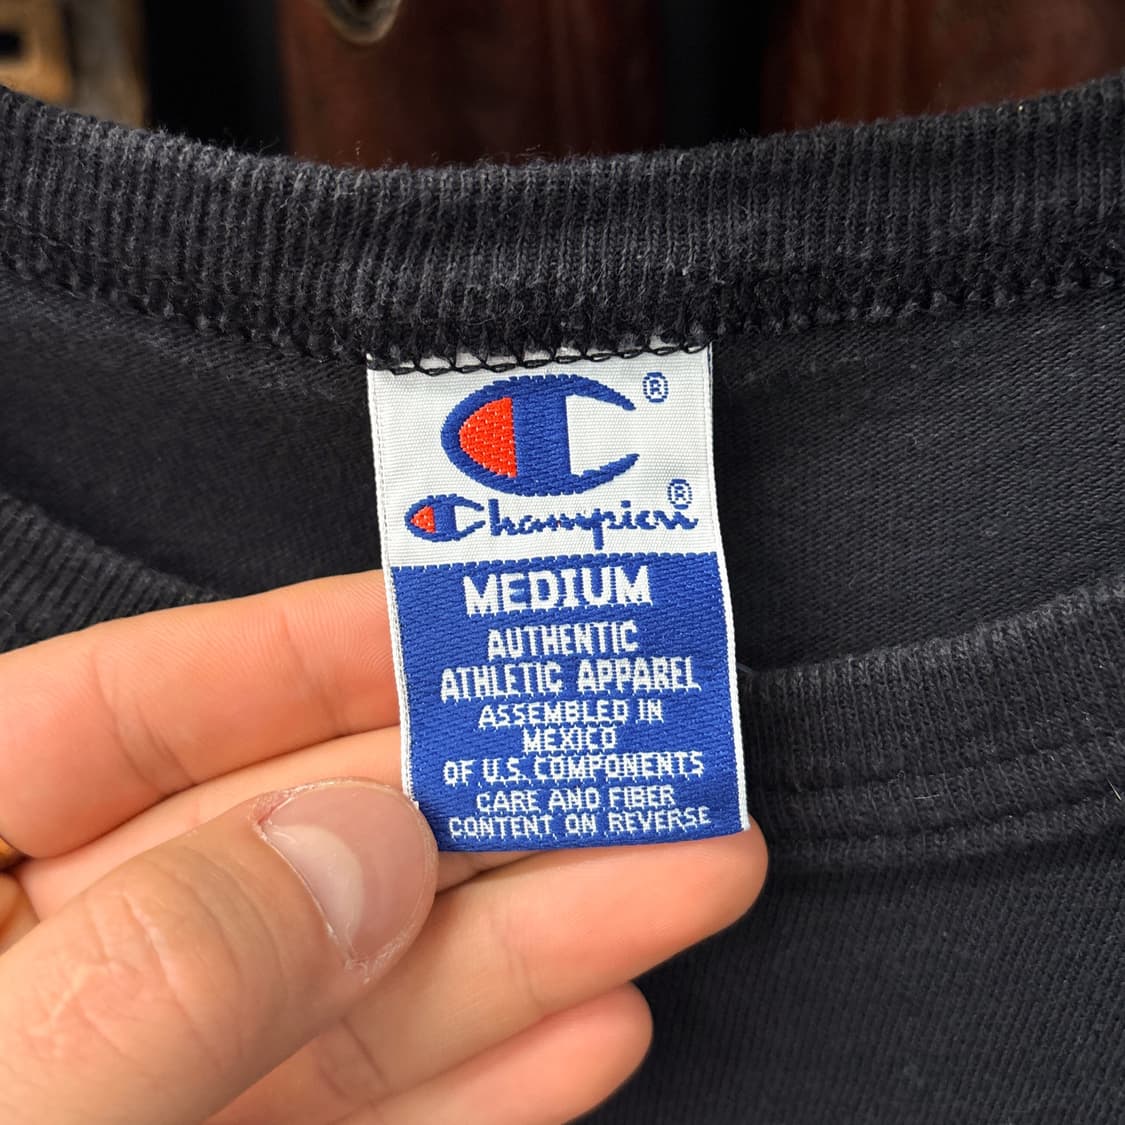 ®
Champion®
MEDIUM
AUTHENTIC
ATHLETIC APPAREL
ASSEMBLED IN
MEXICO
OF U.S. COMPONENTS
CARE AND FIBER
CONTENT ON REVERSE